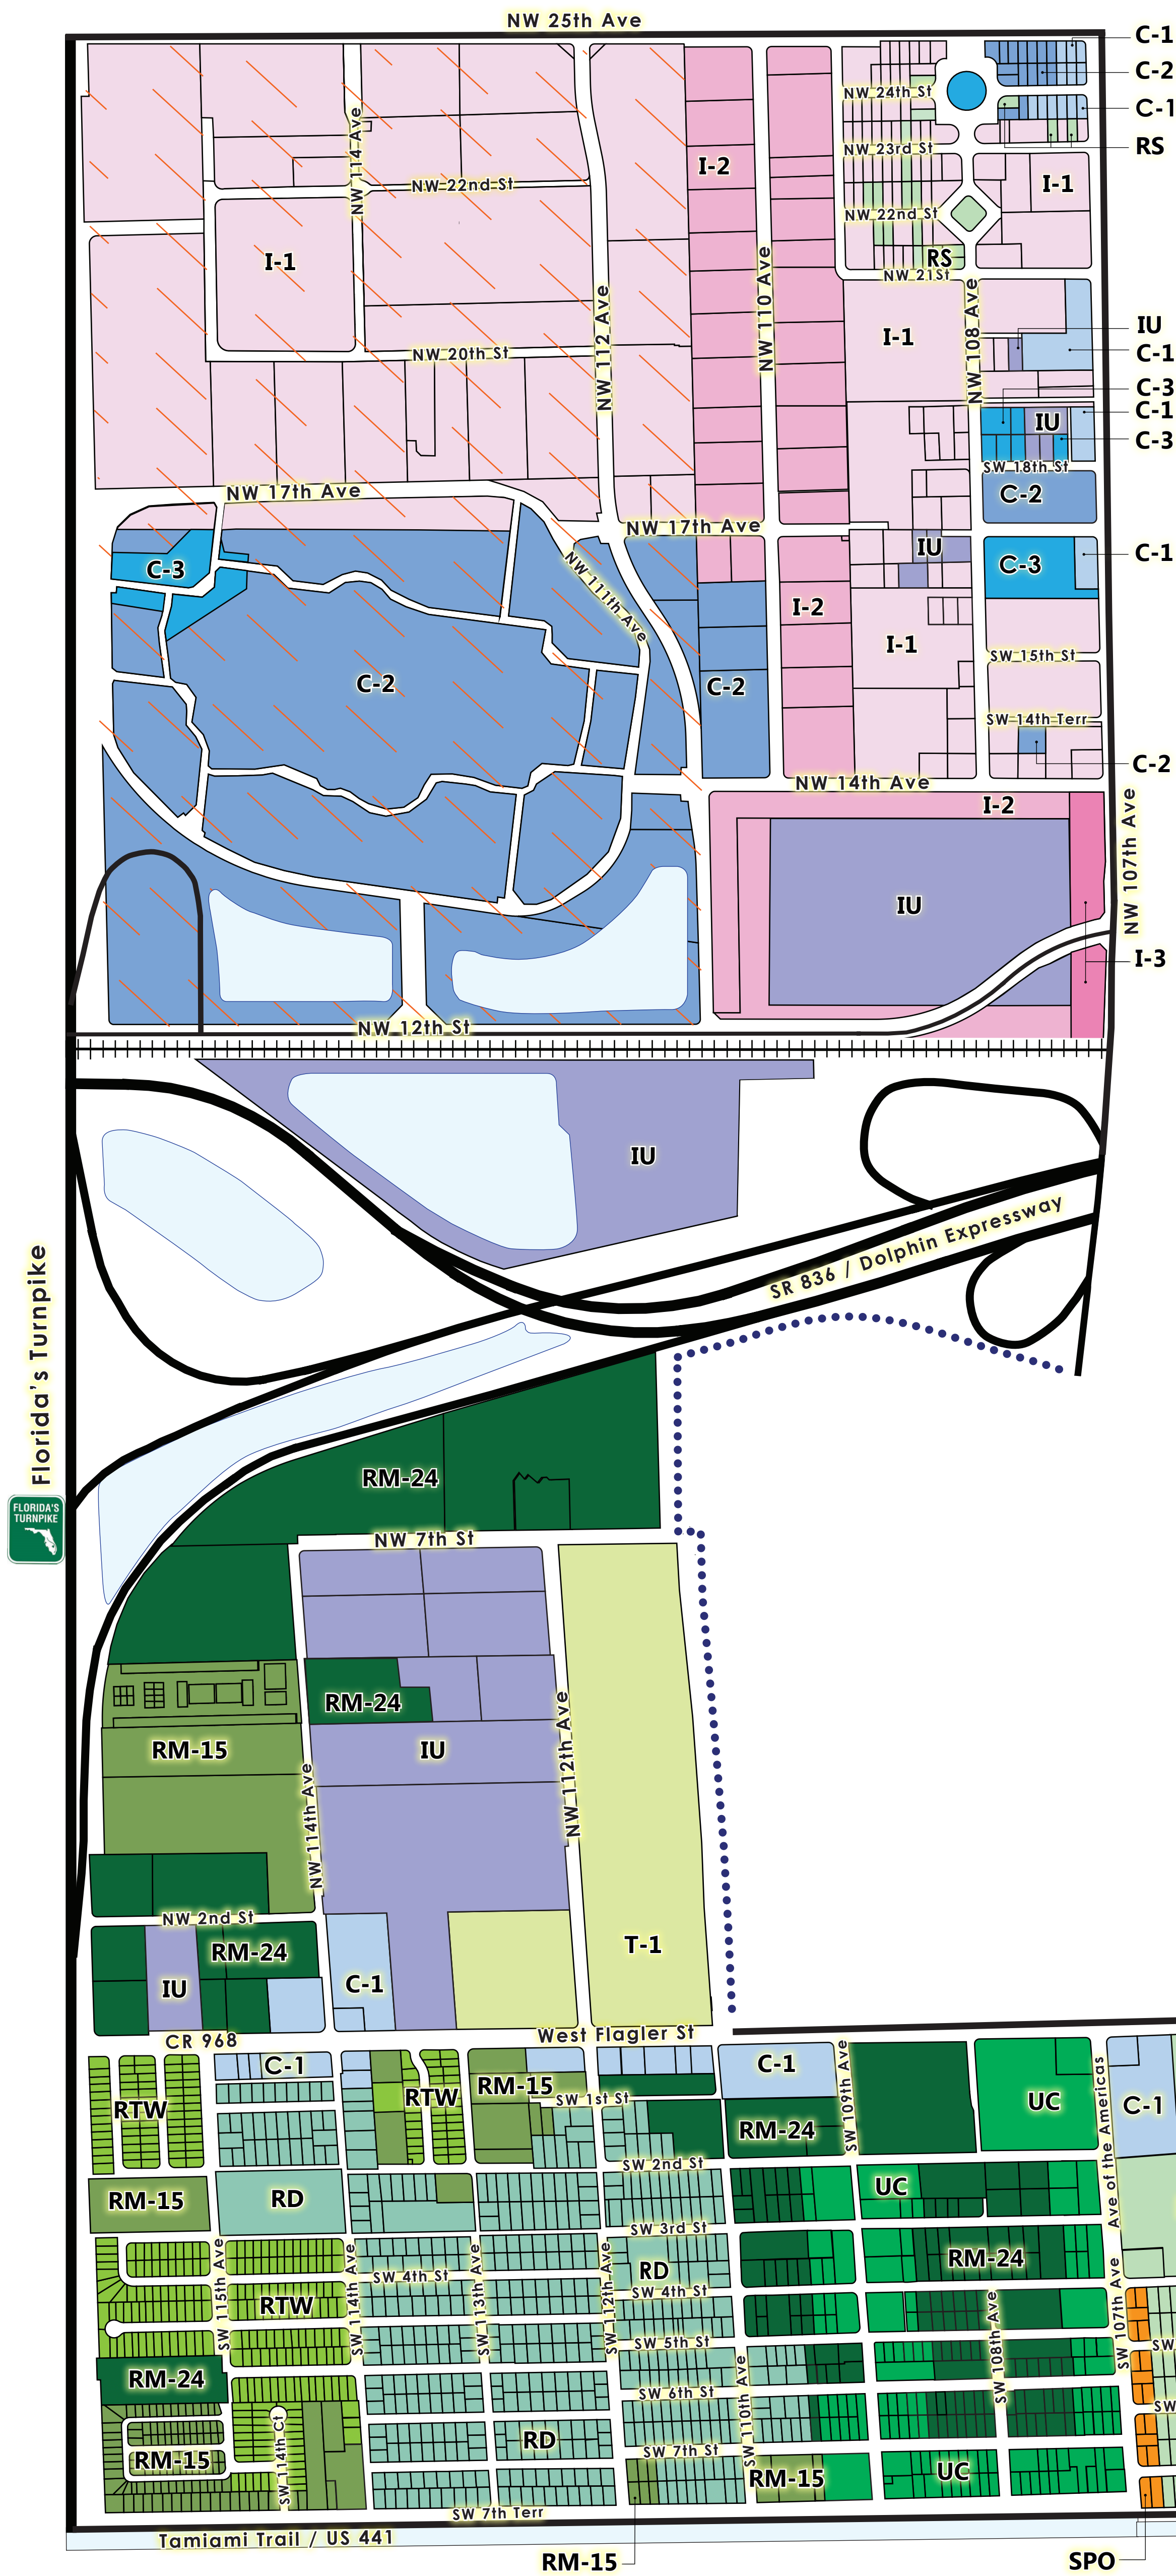 NW 25th Ave
C-1
C-2
NW 24th St
C-1
NW 114 Ave
NW 23rd St
RS
I-2
NW 22nd St
I-1
NW 22nd St
I-1
RS
NW 21St
NW 112 Ave
NW 110 Ave
NW 108 Ave
IU
I-1
NW 20th St
C-1
C-3
C-1
IU
C-3
SW 18th St
NW 17th Ave
C-2
NW 17th Ave
IU
C-3
C-1
C-3
NW 111th Ave
I-2
I-1
SW 15th St
C-2
C-2
SW 14th Terr
C-2
NW 14th Ave
I-2
NW 107th Ave
IU
I-3
NW 12th St
IU
SR 836 / Dolphin Expressway
Florida's Turnpike
RM-24
FLORIDA'S
TURNPIKE
NW 7th St
RM-24
RM-15
IU
NW 112th Ave
NW 114th Ave
NW 2nd St
RM-24
T-1
IU
C-1
CR 968
West Flagler St
C-1
C-1
SW 109th Ave
Ave of the Americas
RTW
RTW
RM-15
SW 1st St
UC
C-1
RM-24
SW 2nd St
RM-15
RD
UC
SW 3rd St
SW 115th Ave
SW 114th Ave
SW 113th Ave
SW 112th Ave
RD
RM-24
SW 4th St
SW 4th St
RTW
SW 107th Ave
SW 5th St
SW
SW 108th Ave
RM-24
SW 110th Ave
SW 6th St
SW
SW 114th Ct
RD
SW 7th St
RM-15
RM-15
UC
SW 7th Terr
Tamiami Trail / US 441
RM-15
SPO